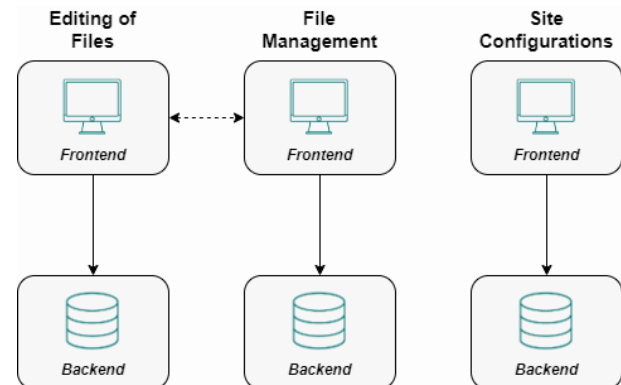 Editing of
Files
File
Management
Site
Configurations
Frontend
Frontend
Frontend
Backend
Backend
Backend